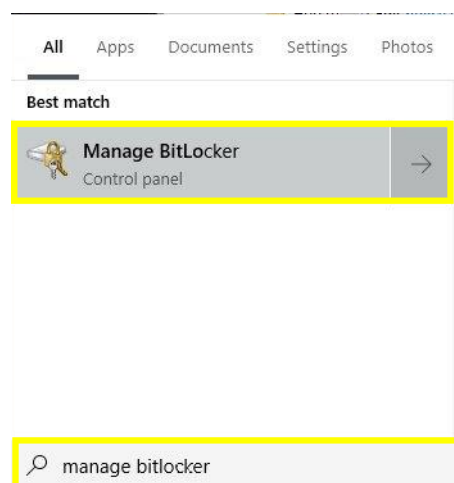 All Apps Documents Settings Photos
Best match
Manage BitLocker
Control panel
manage bitlocker